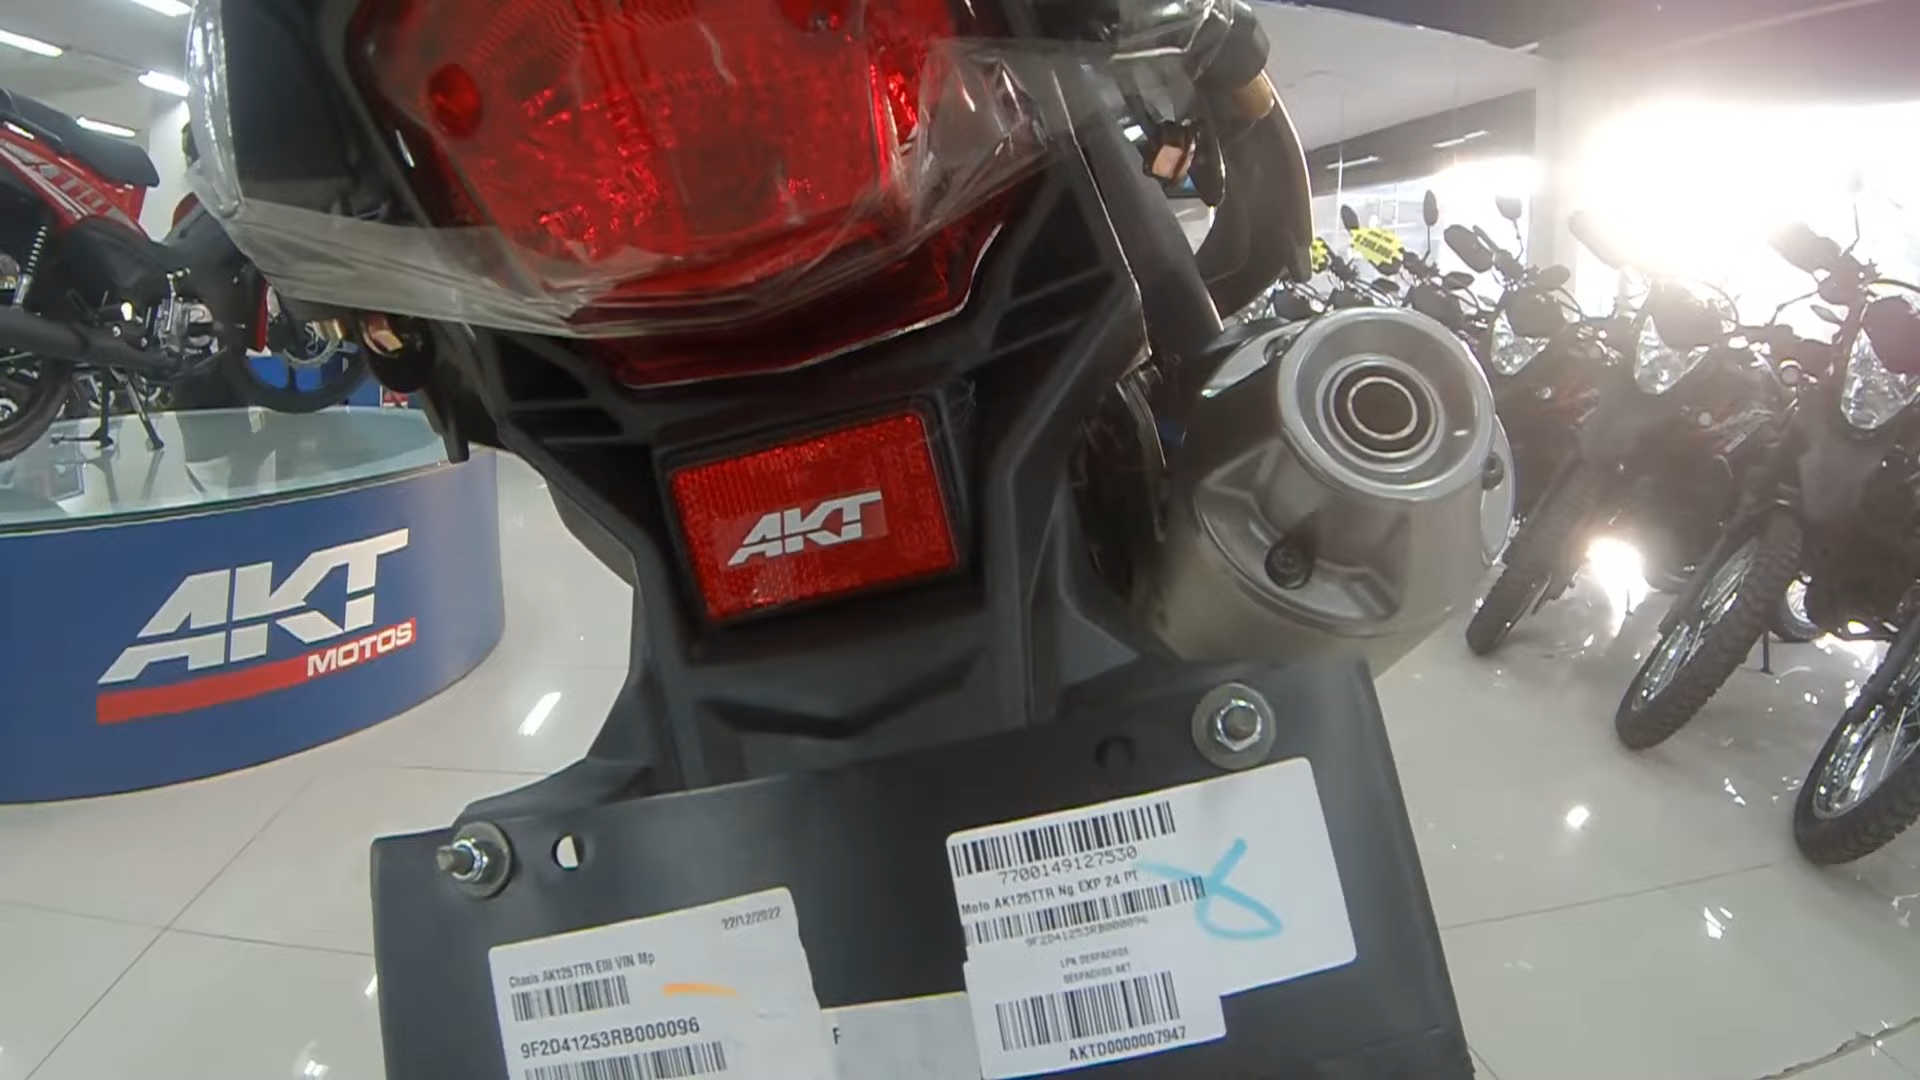 AKT
MOTOS
AKT
7700149127530
Moto AK125TTR Ng EXP 24 PT
9F2D41253RB000096
LPN DESPACHOS
DESPACHOS AKT
AKTD0000007947
22/12/2022
Chasis AK125TTR EIII VIN Mp
9F2D41253RB000096
F